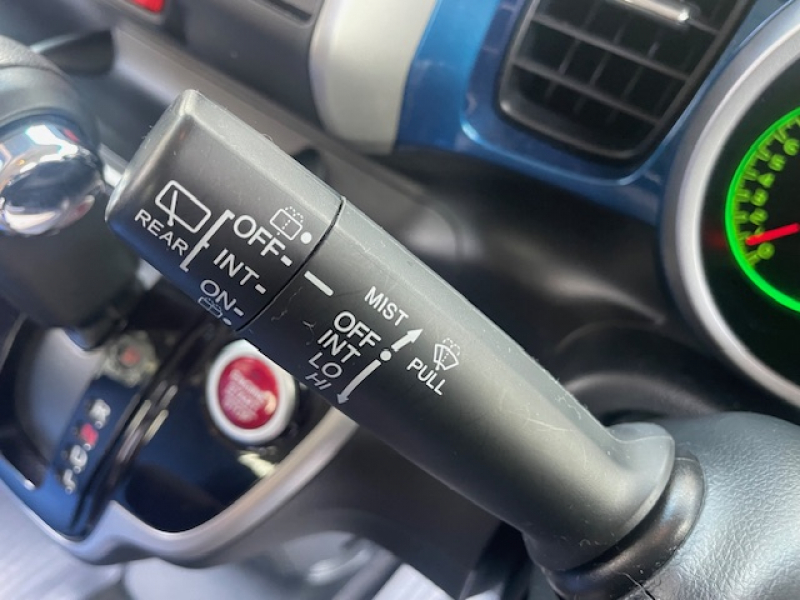 REAR
OFF-
INT-
ON-
MIST
OFF
INT
LO
HI
PULL
R